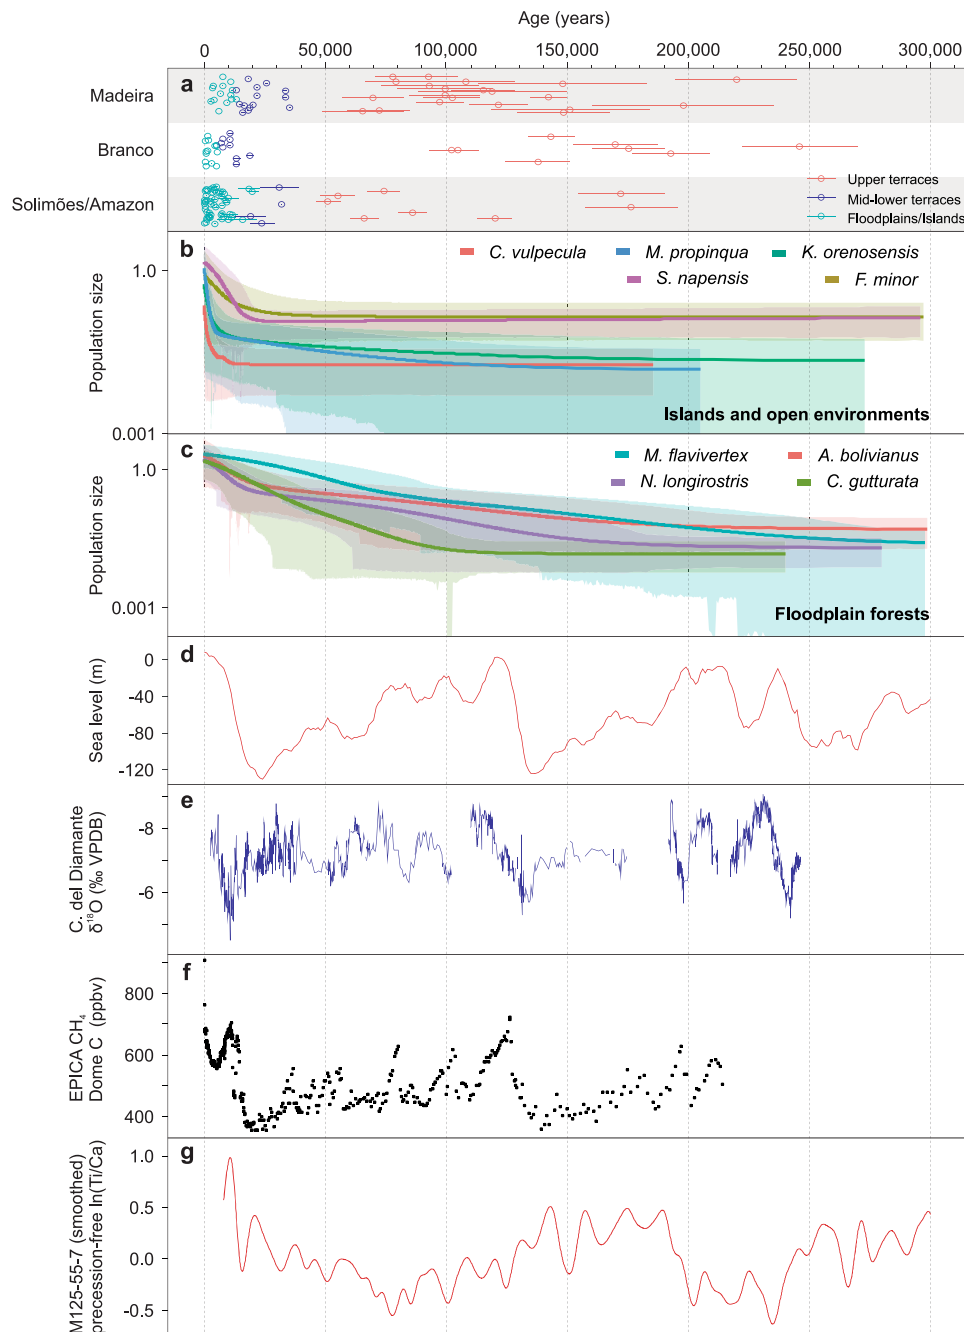 Age (years)
0 50,000 100,000 150,000 200,000 250,000 300,000
a
Madeira
Branco
Solimões/Amazon
Upper terraces
Mid-lower terraces
Floodplains/Islands
b
C. vulpecula M. propinqua K. orenosensis
S. napensis F. minor
1.0
Population size
0.001
Islands and open environments
c
M. flavivertex A. bolivianus
N. longirostris C. gutturata
1.0
Population size
0.001
Floodplain forests
d
Sea level (m)
0
-40
-80
-120
e
C. del Diamante
δ¹⁸O (‰ VPDB)
-8
-6
f
EPICA CH₄
Dome C (ppbv)
800
600
400
g
M125-55-7 (smoothed)
precession-free ln(Ti/Ca)
1.0
0.5
0.0
-0.5